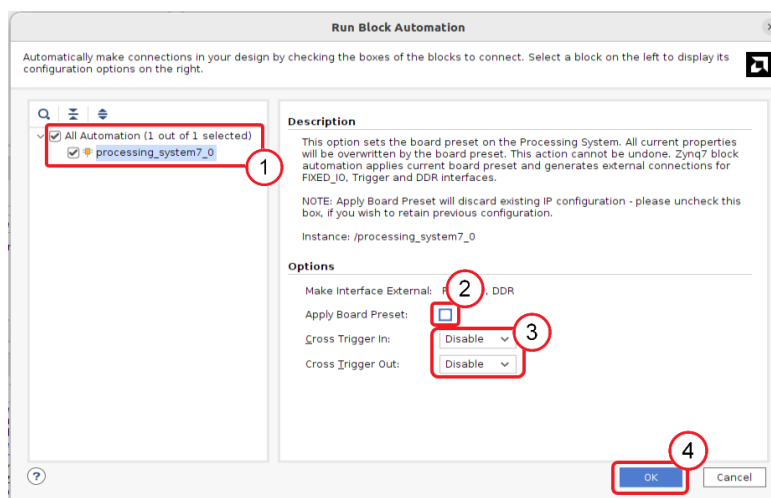 Run Block Automation
Automatically make connections in your design by checking the boxes of the blocks to connect. Select a block on the left to display its
configuration options on the right.
All Automation (1 out of 1 selected)
processing_system7_0
1
Description
This option sets the board preset on the Processing System. All current properties
will be overwritten by the board preset. This action cannot be undone. Zynq7 block
automation applies current board preset and generates external connections for
FIXED_IO, Trigger and DDR interfaces.
NOTE: Apply Board Preset will discard existing IP configuration - please uncheck this
box, if you wish to retain previous configuration.
Instance: /processing_system7_0
Options
Make Interface External: , DDR
2
Apply Board Preset:
Cross Trigger In: Disable
3
Cross Trigger Out: Disable
4
? OK Cancel